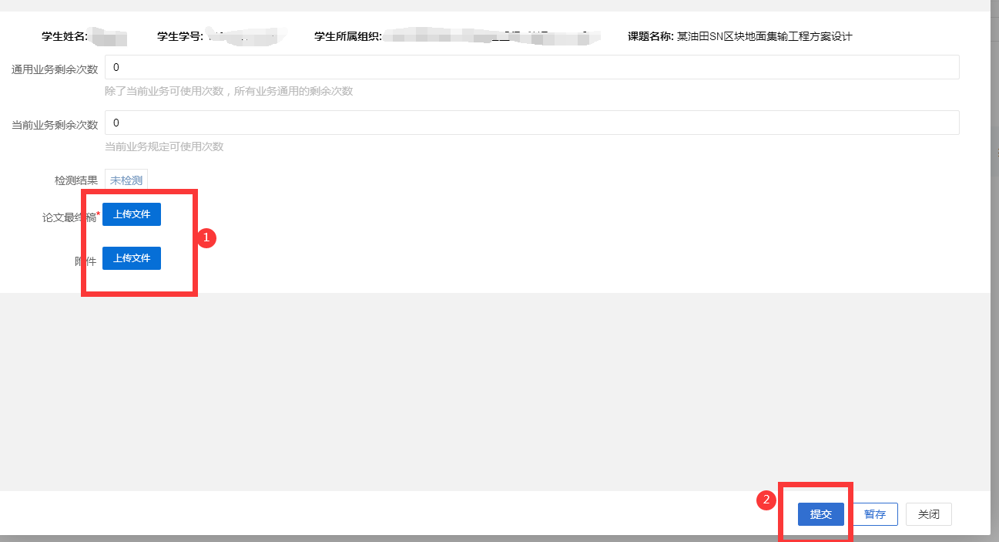 学生姓名: 学生学号: 学生所属组织: 课题名称: 某油田SN区块地面集输工程方案设计
通用业务剩余次数 0
除了当前业务可使用次数，所有业务通用的剩余次数
当前业务剩余次数 0
当前业务规定可使用次数
检测结果 未检测
论文最终稿* 上传文件
1
附件 上传文件
2
提交 暂存 关闭